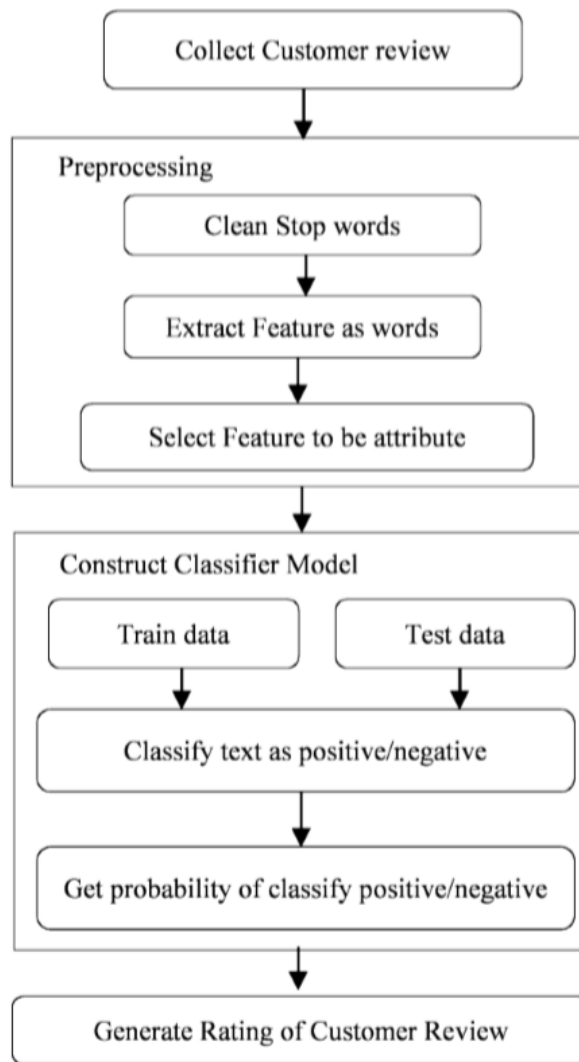 Collect Customer review
Preprocessing
Clean Stop words
Extract Feature as words
Select Feature to be attribute
Construct Classifier Model
Train data
Test data
Classify text as positive/negative
Get probability of classify positive/negative
Generate Rating of Customer Review